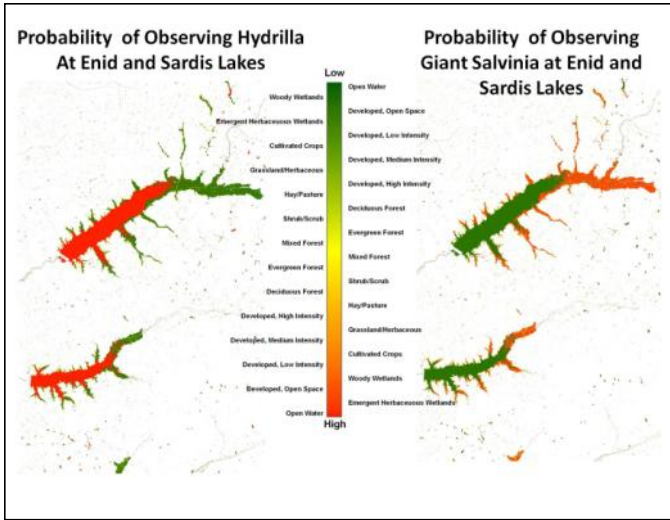 Probability of Observing Hydrilla
At Enid and Sardis Lakes
Probability of Observing
Giant Salvinia at Enid and
Sardis Lakes
Low
Woody Wetlands
Emergent Herbaceuous Wetlands
Cultivated Crops
Grassland/Herbaceous
Hay/Pasture
Shrub/Scrub
Mixed Forest
Evergreen Forest
Deciduous Forest
Developed, High Intensity
Developed, Medium Intensity
Developed, Low Intensity
Developed, Open Space
Open Water
Open Water
Developed, Open Space
Developed, Low Intensity
Developed, Medium Intensity
Developed, High Intensity
Deciduous Forest
Evergreen Forest
Mixed Forest
Shrub/Scrub
Hay/Pasture
Grassland/Herbaceous
Cultivated Crops
Woody Wetlands
Emergent Herbaceuous Wetlands
High